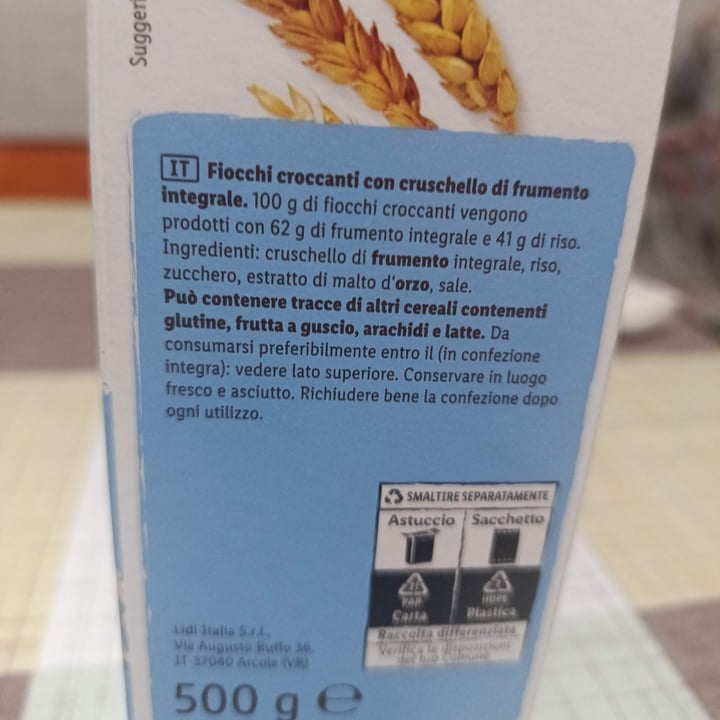 IT Fiocchi croccanti con cruschello di frumento
integrale. 100 g di fiocchi croccanti vengono
prodotti con 62 g di frumento integrale e 41 g di riso.
Ingredienti: cruschello di frumento integrale, riso,
zucchero, estratto di malto d'orzo, sale.
Può contenere tracce di altri cereali contenenti
glutine, frutta a guscio, arachidi e latte. Da
consumarsi preferibilmente entro il (in confezione
integra): vedere lato superiore. Conservare in luogo
fresco e asciutto. Richiudere bene la confezione dopo
ogni utilizzo.
SMALTIRE SEPARATAMENTE
Astuccio Sacchetto
21 2
PAP HDPE
Carta Plastica
Raccolta differenziata
Verifica le disposizioni
del tuo Comune
Lidl Italia S.r.l.,
Via Augusto Ruffo 36,
IT-37040 Arcole (VR)
500 g ℮